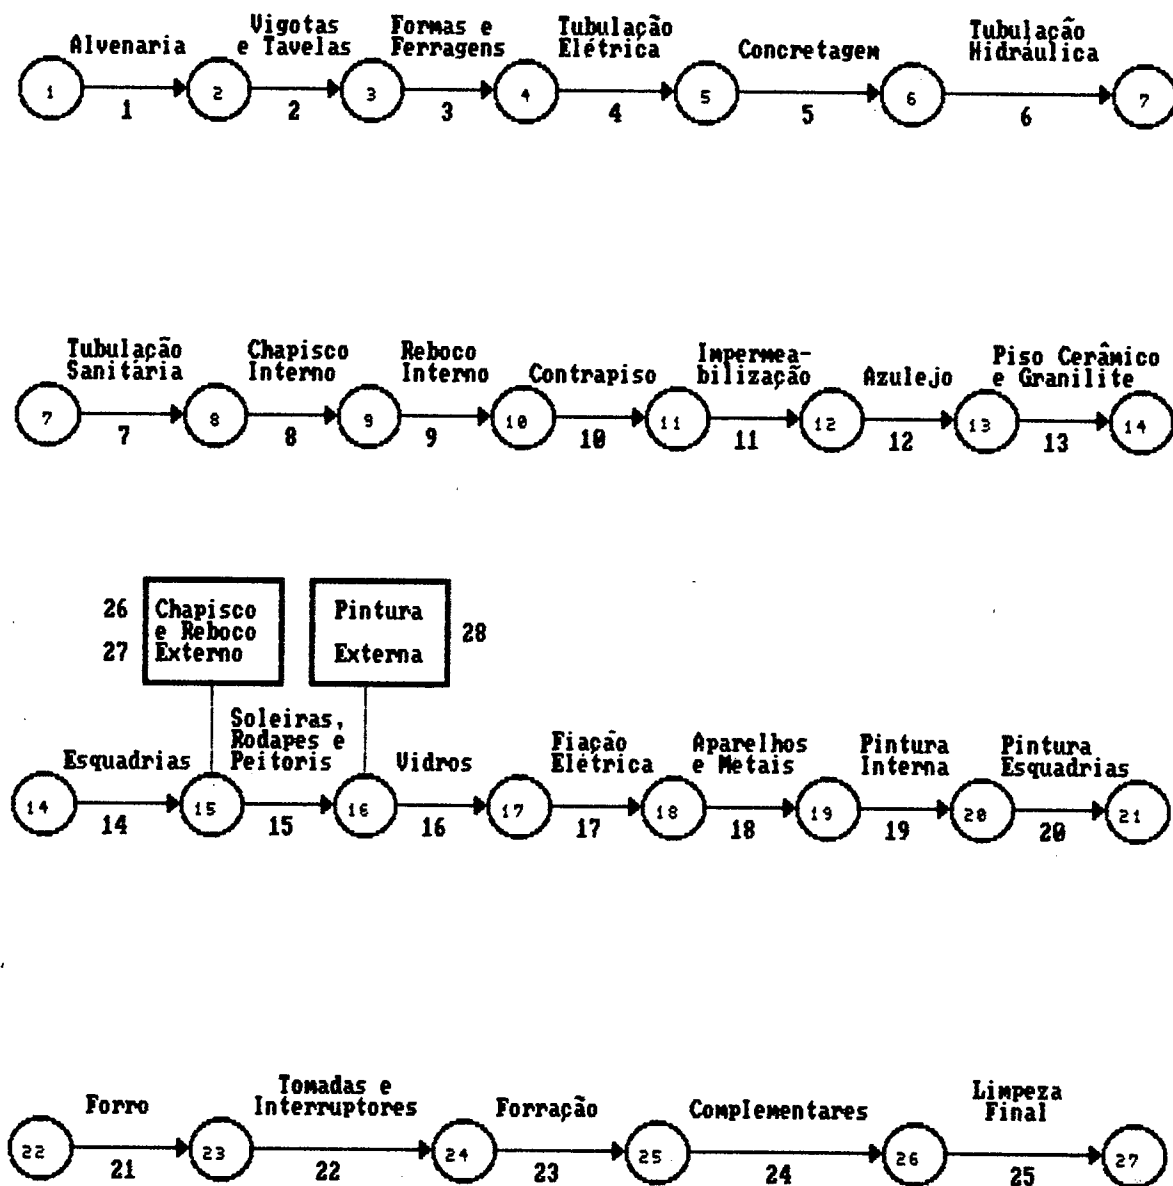 Alvenaria
Vigotas
e Tavelas
Formas e
Ferragens
Tubulação
Elétrica
Concretagem
Tubulação
Hidráulica
1 2 3 4 5 6 7
1 2 3 4 5 6
Tubulação
Sanitária
Chapisco
Interno
Reboco
Interno
Contrapiso
Impermea-
bilização
Azulejo
Piso Cerâmico
e Granilite
7 8 9 10 11 12 13 14
7 8 9 10 11 12 13
26 Chapisco
e Reboco
27 Externo
Pintura
Externa
28
Esquadrias
Soleiras,
Rodapes e
Peitoris
Vidros
Fiação
Elétrica
Aparelhos
e Metais
Pintura
Interna
Pintura
Esquadrias
14 15 16 17 18 19 20 21
14 15 16 17 18 19 20
Forro
Tomadas e
Interruptores
Forração
Complementares
Limpeza
Final
22 23 24 25 26 27
21 22 23 24 25